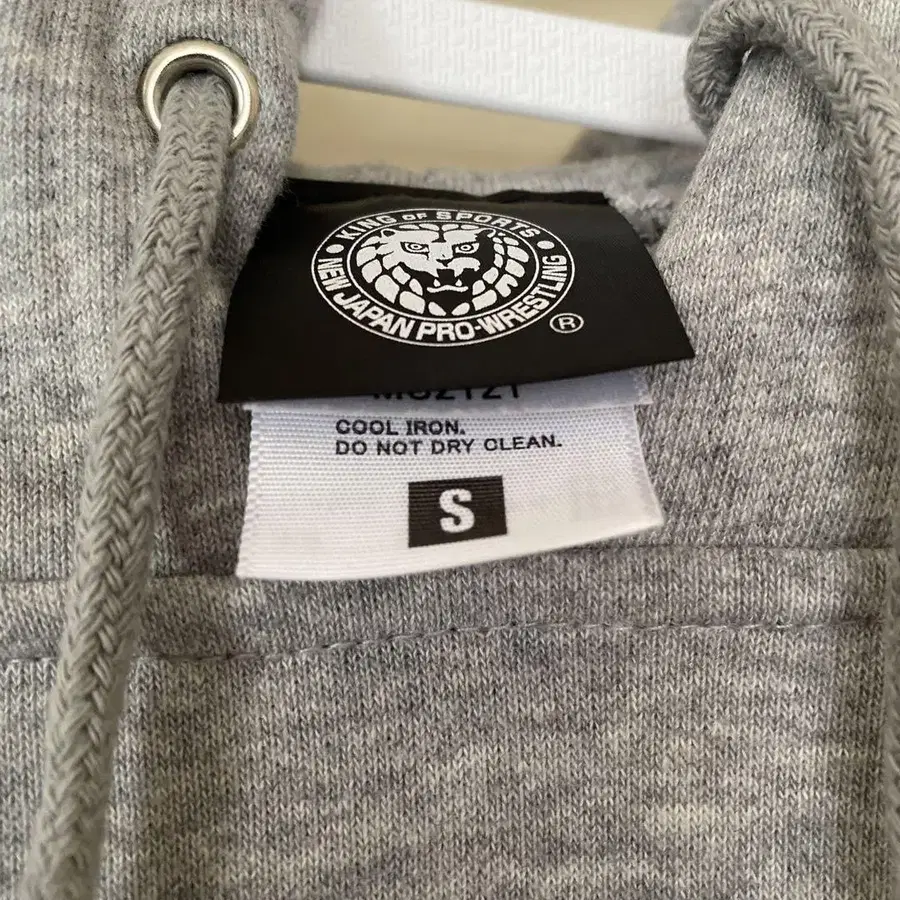 KING OF SPORTS
NEW JAPAN PRO-WRESTLING
®
COOL IRON.
DO NOT DRY CLEAN.
S